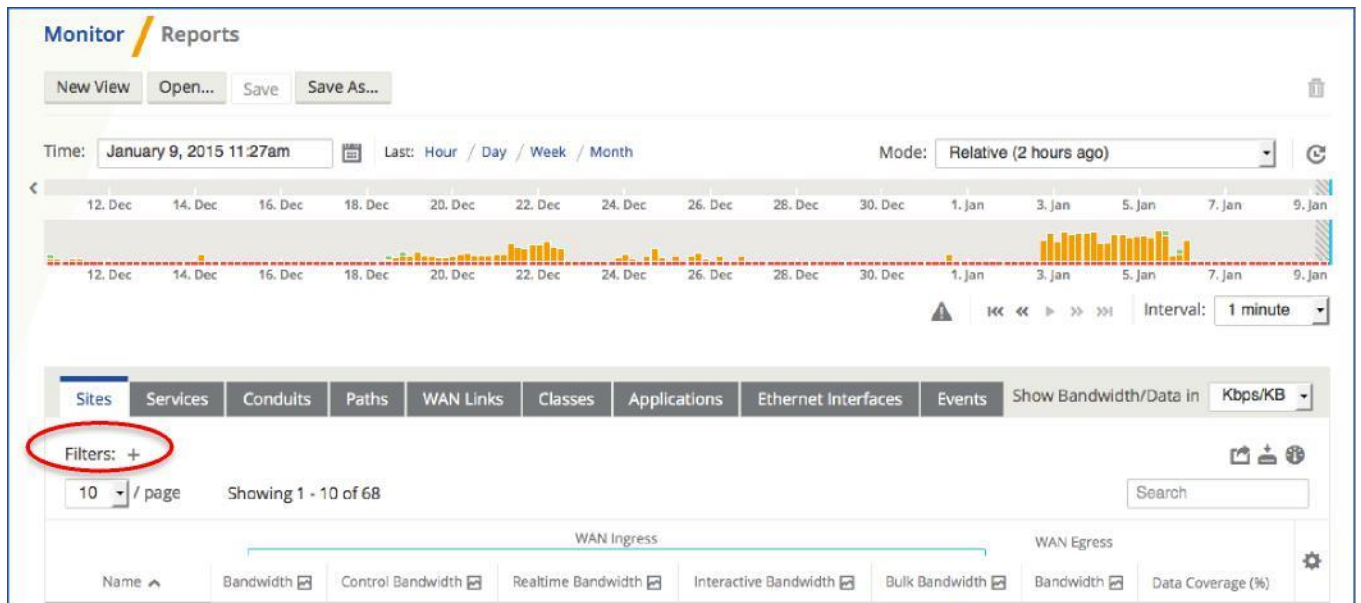 Monitor / Reports
New View Open... Save Save As...
Time: January 9, 2015 11:27am Last: Hour / Day / Week / Month Mode: Relative (2 hours ago)
12. Dec 14. Dec 16. Dec 18. Dec 20. Dec 22. Dec 24. Dec 26. Dec 28. Dec 30. Dec 1. Jan 3. Jan 5. Jan 7. Jan 9. Jan
12. Dec 14. Dec 16. Dec 18. Dec 20. Dec 22. Dec 24. Dec 26. Dec 28. Dec 30. Dec 1. Jan 3. Jan 5. Jan 7. Jan 9. Jan
Interval: 1 minute
Sites Services Conduits Paths WAN Links Classes Applications Ethernet Interfaces Events Show Bandwidth/Data in Kbps/KB
Filters: +
10 / page Showing 1 - 10 of 68 Search
WAN Ingress WAN Egress
Name Bandwidth Control Bandwidth Realtime Bandwidth Interactive Bandwidth Bulk Bandwidth Bandwidth Data Coverage (%)